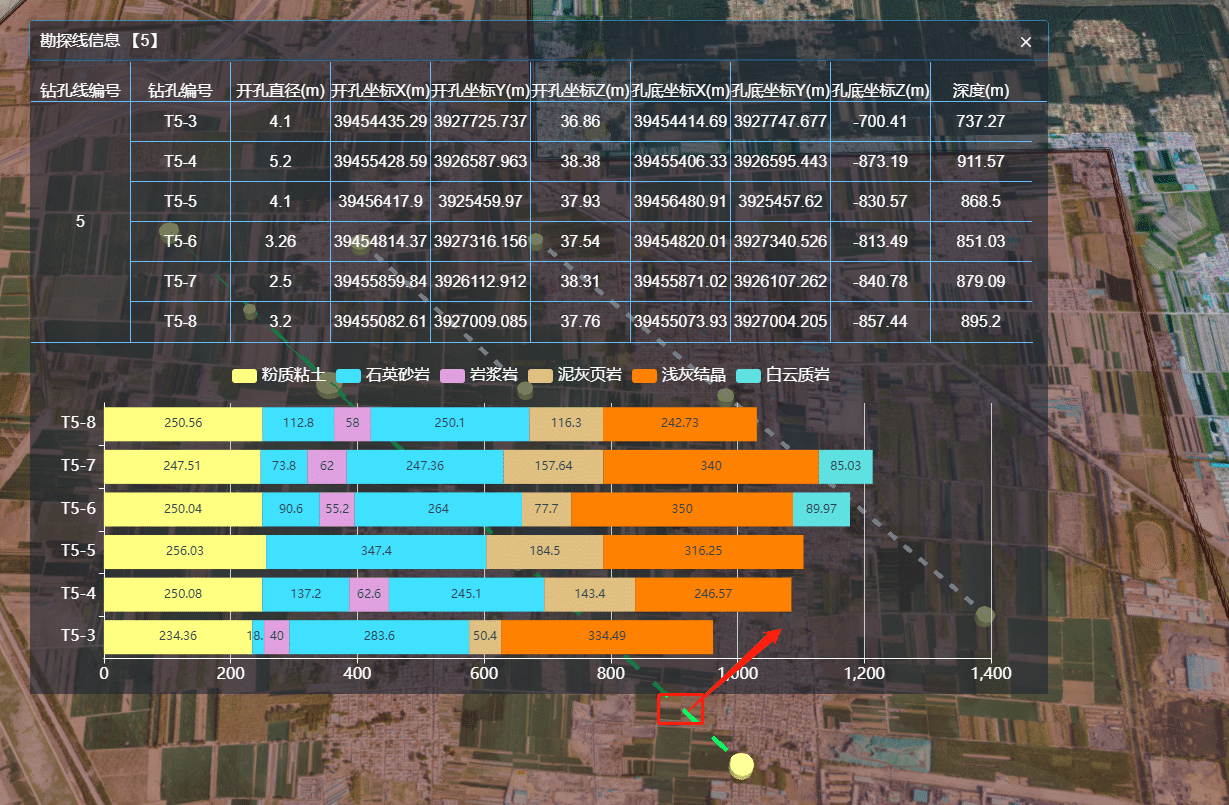 勘探线信息 【5】 ×
钻孔线编号 钻孔编号 开孔直径(m) 开孔坐标X(m) 开孔坐标Y(m) 开孔坐标Z(m) 孔底坐标X(m) 孔底坐标Y(m) 孔底坐标Z(m) 深度(m)
T5-3 4.1 39454435.29 3927725.737 36.86 39454414.69 3927747.677 -700.41 737.27
T5-4 5.2 39455428.59 3926587.963 38.38 39455406.33 3926595.443 -873.19 911.57
T5-5 4.1 39456417.9 3925459.97 37.93 39456480.91 3925457.62 -830.57 868.5
5
T5-6 3.26 39454814.37 3927316.156 37.54 39454820.01 3927340.526 -813.49 851.03
T5-7 2.5 39455859.84 3926112.912 38.31 39455871.02 3926107.262 -840.78 879.09
T5-8 3.2 39455082.61 3927009.085 37.76 39455073.93 3927004.205 -857.44 895.2
粉质粘土 石英砂岩 岩浆岩 泥灰页岩 浅灰结晶 白云质岩
T5-8 250.56 112.8 58 250.1 116.3 242.73
T5-7 247.51 73.8 62 247.36 157.64 340 85.03
T5-6 250.04 90.6 55.2 264 77.7 350 89.97
T5-5 256.03 347.4 184.5 316.25
T5-4 250.08 137.2 62.6 245.1 143.4 246.57
T5-3 234.36 18. 40 283.6 50.4 334.49
0 200 400 600 800 1,000 1,200 1,400